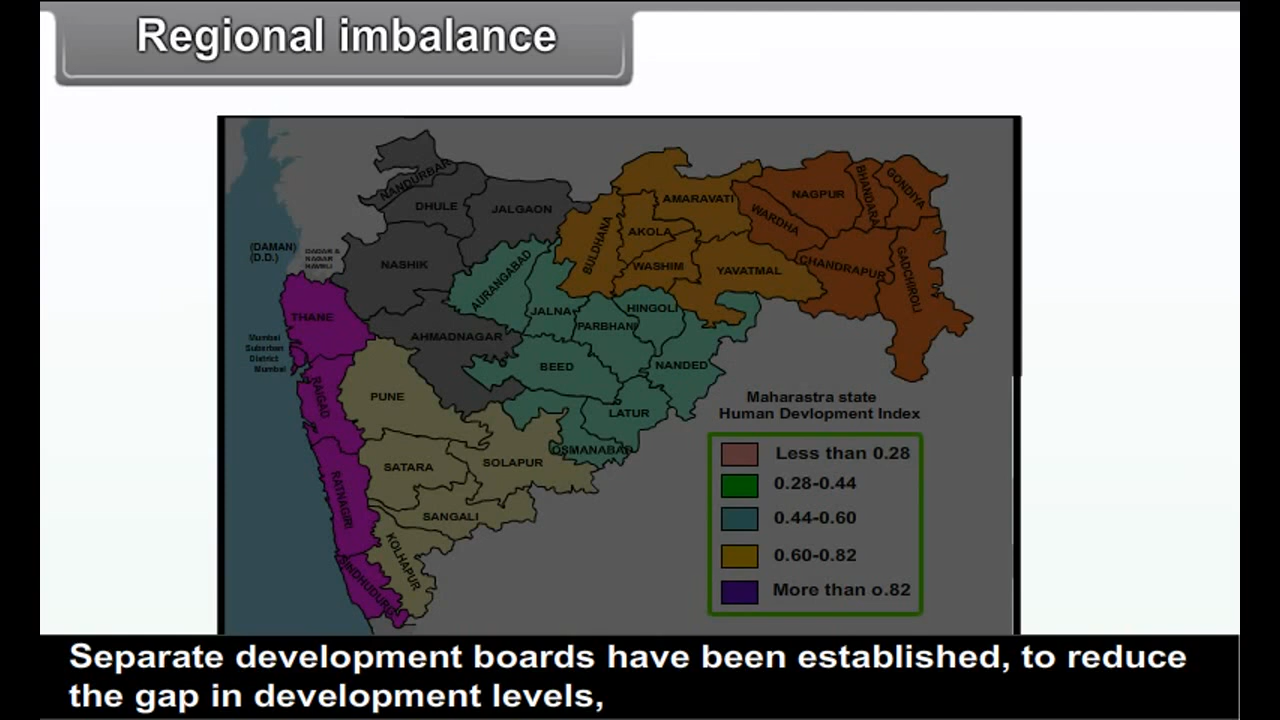 Regional imbalance
NANDURBAR
DHULE
JALGAON
NASHIK
(DAMAN)
(D.D.)
DADAR &
NAGAR
HAVELI
AURANGABAD
JALNA
BULDHANA
AMARAVATI
AKOLA
WASHIM
YAVATMAL
WARDHA
NAGPUR
BHANDARA
GONDIYA
CHANDRAPUR
GADCHIROLI
THANE
Mumbai
Suberban
District
Mumbai
AHMADNAGAR
PARBHANI
HINGOLI
BEED
NANDED
LATUR
OSMANABAD
RAIGAD
PUNE
SATARA
SOLAPUR
SANGALI
RATNAGIRI
KOLHAPUR
SINDHUDURG
Maharastra state
Human Devlopment Index
Less than 0.28
0.28-0.44
0.44-0.60
0.60-0.82
More than o.82
Separate development boards have been established, to reduce
the gap in development levels,